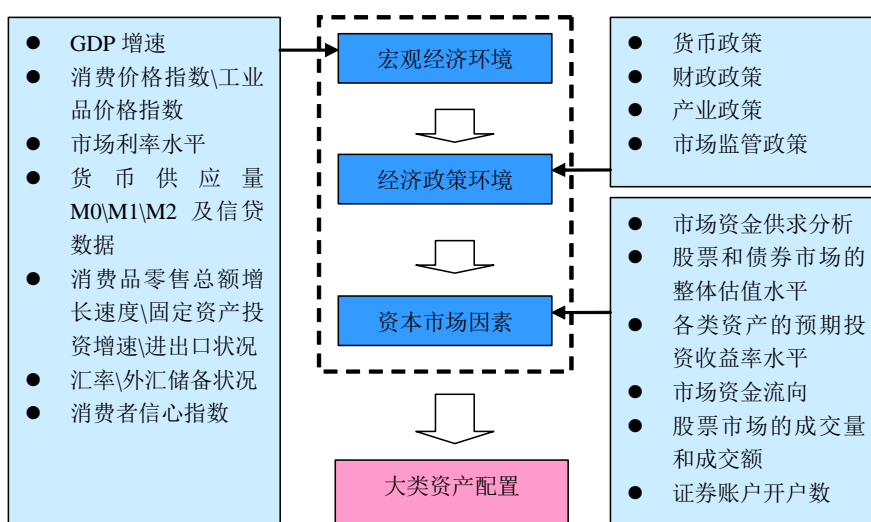 ● GDP 增速
● 消费价格指数\工业
品价格指数
● 市场利率水平
● 货币供应量
M0\M1\M2 及信贷
数据
● 消费品零售总额增
长速度\固定资产投
资增速\进出口状况
● 汇率\外汇储备状况
● 消费者信心指数
宏观经济环境
经济政策环境
资本市场因素
大类资产配置
● 货币政策
● 财政政策
● 产业政策
● 市场监管政策
● 市场资金供求分析
● 股票和债券市场的
整体估值水平
● 各类资产的预期投
资收益率水平
● 市场资金流向
● 股票市场的成交量
和成交额
● 证券账户开户数